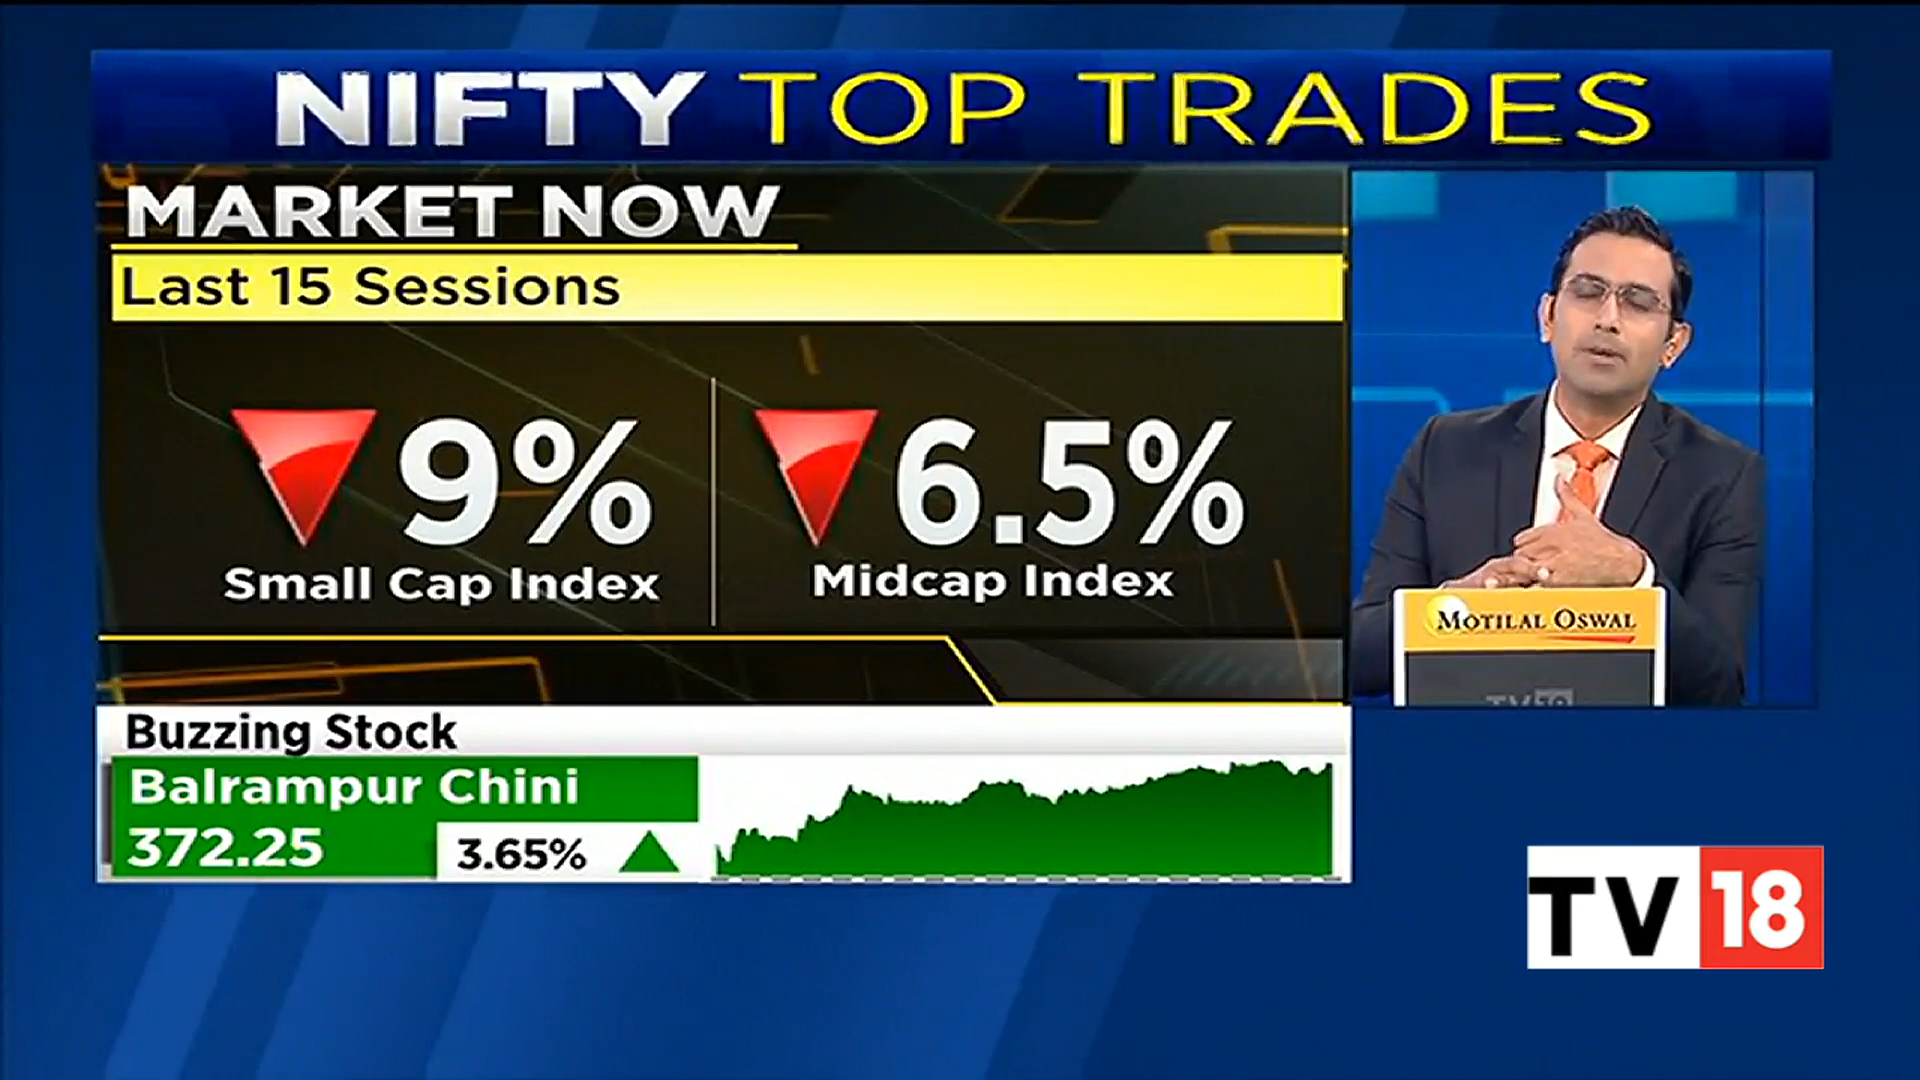 NIFTY TOP TRADES
MARKET NOW
Last 15 Sessions
9%
Small Cap Index
6.5%
Midcap Index
MOTILAL OSWAL
TV18
Buzzing Stock
Balrampur Chini
372.25
3.65%
TV18